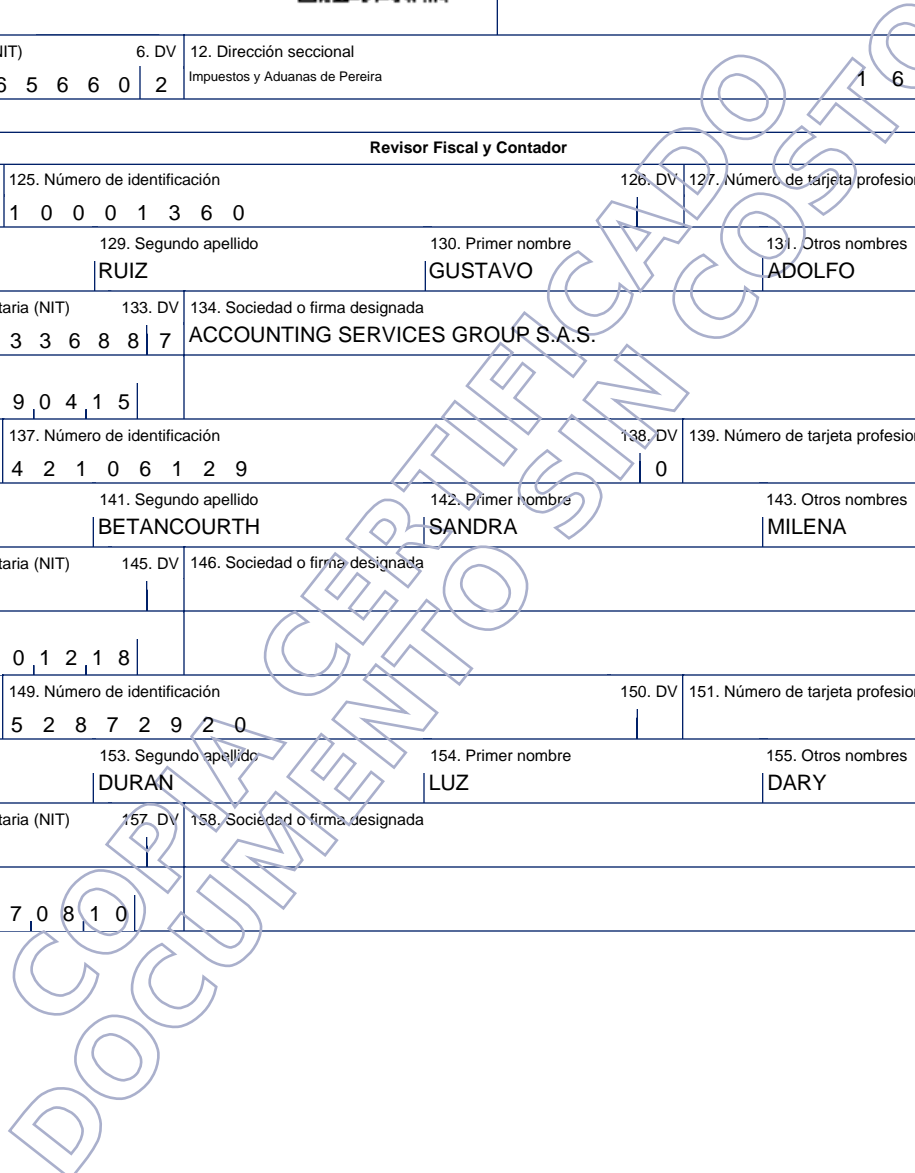 NIT) 6. DV 12. Dirección seccional
5 6 6 0 2 Impuestos y Aduanas de Pereira 1 6
Revisor Fiscal y Contador
125. Número de identificación 126. DV 127. Número de tarjeta profesion
1 0 0 0 1 3 6 0
129. Segundo apellido 130. Primer nombre 131. Otros nombres
RUIZ GUSTAVO ADOLFO
taria (NIT) 133. DV 134. Sociedad o firma designada
3 3 6 8 8 7 ACCOUNTING SERVICES GROUP S.A.S.
9 0 4 1 5
137. Número de identificación 138. DV 139. Número de tarjeta profesion
4 2 1 0 6 1 2 9 0
141. Segundo apellido 142. Primer nombre 143. Otros nombres
BETANCOURTH SANDRA MILENA
taria (NIT) 145. DV 146. Sociedad o firma designada
0 1 2 1 8
149. Número de identificación 150. DV 151. Número de tarjeta profesion
5 2 8 7 2 9 2 0
153. Segundo apellido 154. Primer nombre 155. Otros nombres
DURAN LUZ DARY
taria (NIT) 157. DV 158. Sociedad o firma designada
7 0 8 1 0
COPIA CERTIFICADO
DOCUMENTO SIN COSTO